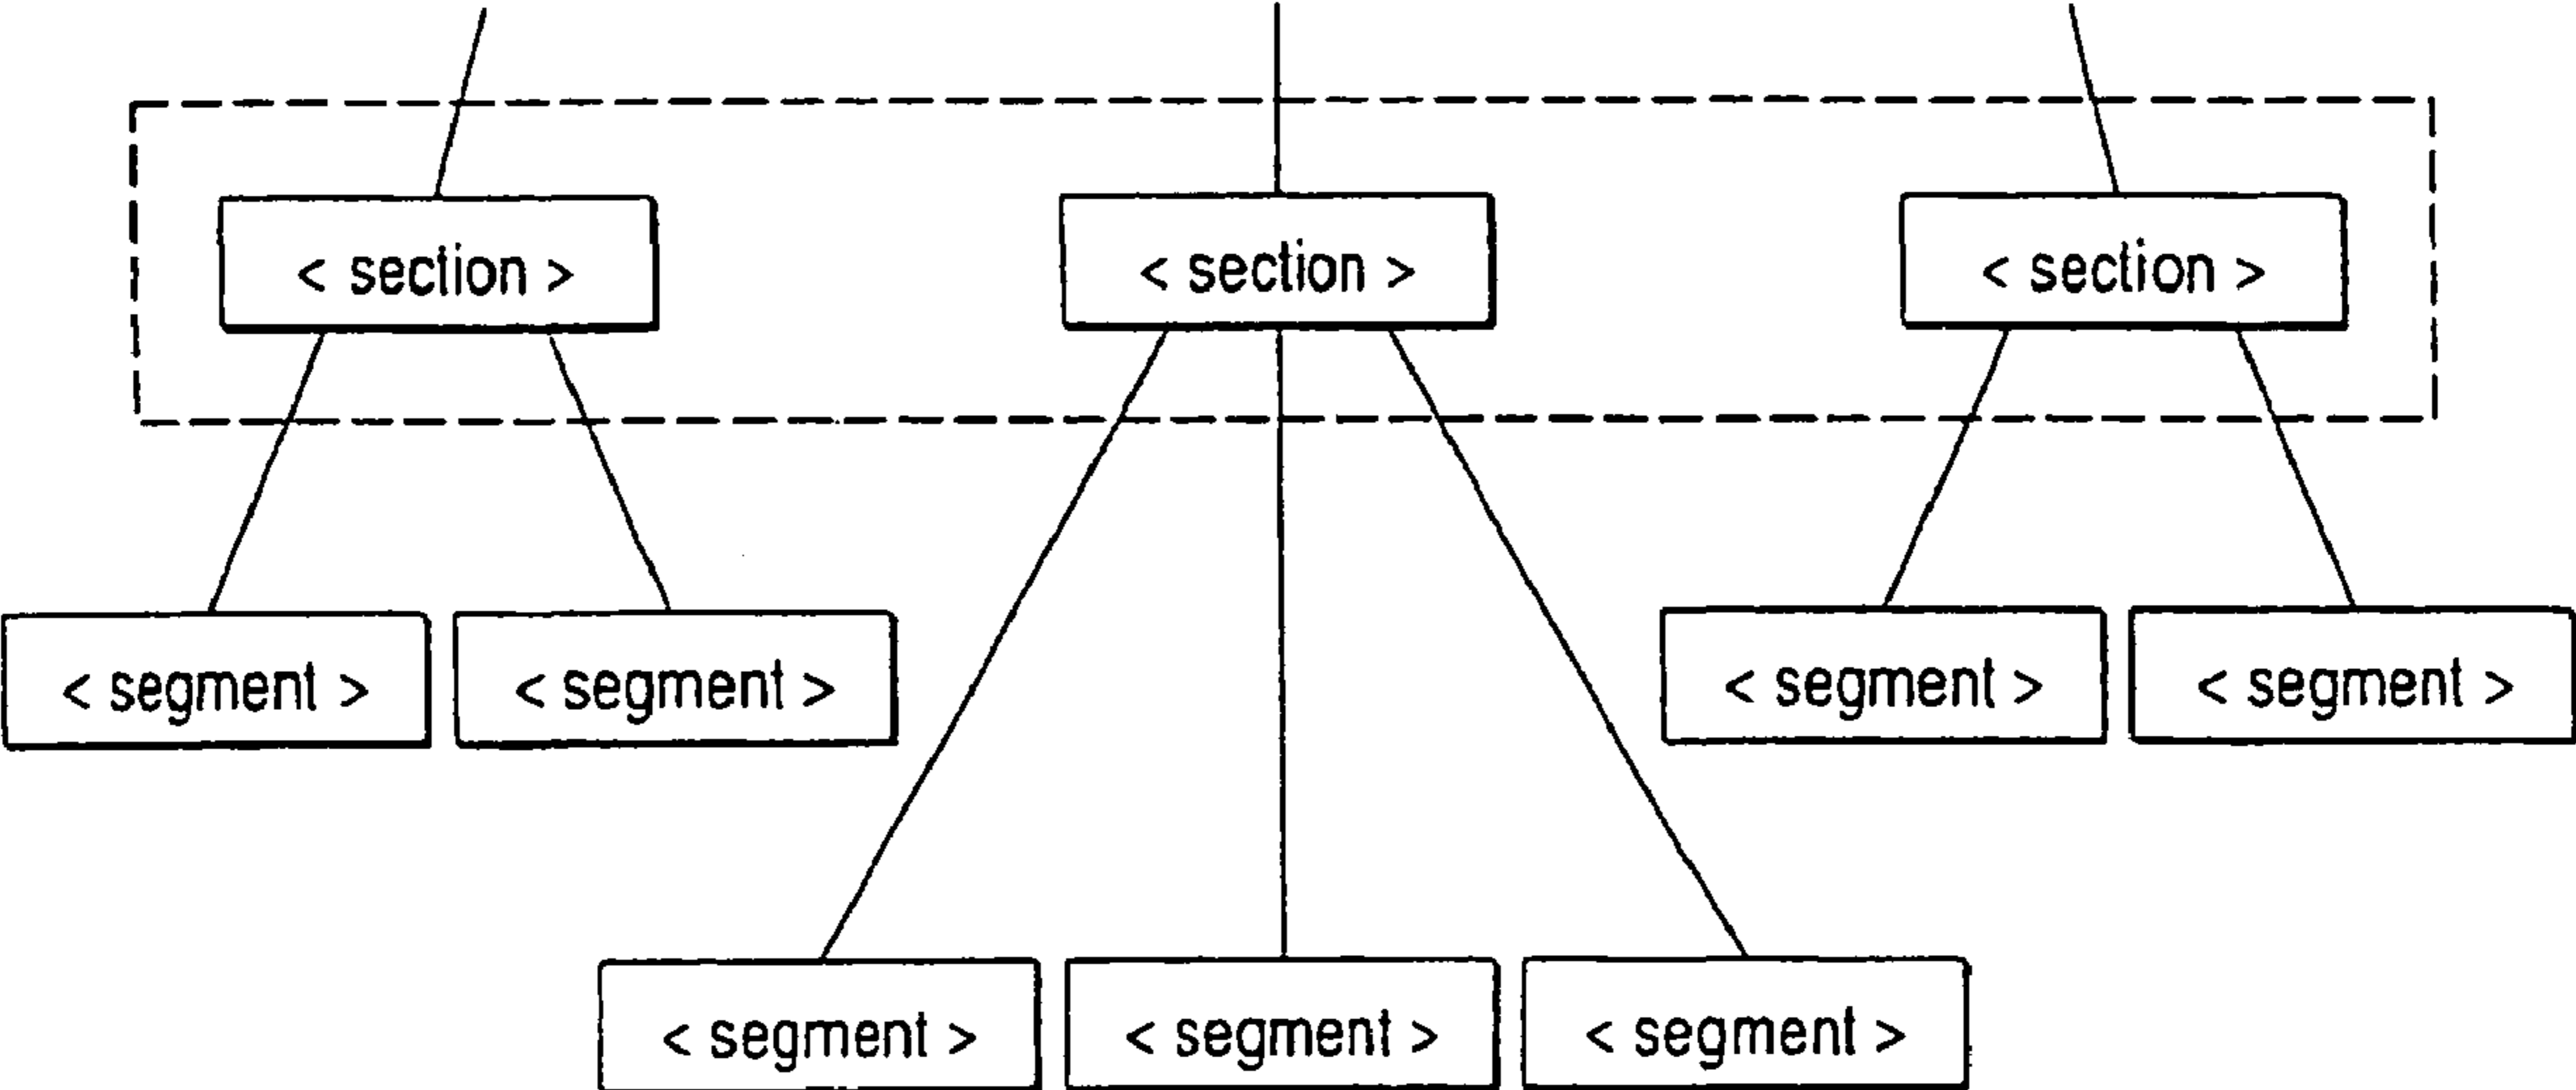 < section >
< section >
< section >
< segment >
< segment >
< segment >
< segment >
< segment >
< segment >
< segment >